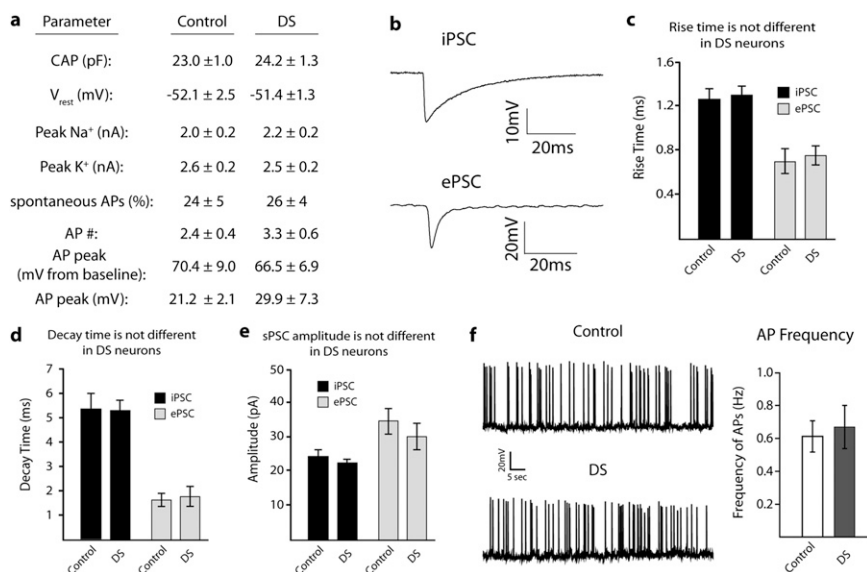 a Parameter Control DS
CAP (pF): 23.0 ±1.0 24.2 ± 1.3
Vrest (mV): -52.1 ± 2.5 -51.4 ±1.3
Peak Na⁺ (nA): 2.0 ± 0.2 2.2 ± 0.2
Peak K⁺ (nA): 2.6 ± 0.2 2.5 ± 0.2
spontaneous APs (%): 24 ± 5 26 ± 4
AP #: 2.4 ± 0.4 3.3 ± 0.6
AP peak
(mV from baseline): 70.4 ± 9.0 66.5 ± 6.9
AP peak (mV): 21.2 ± 2.1 29.9 ± 7.3
b
iPSC
10mV
20ms
ePSC
10mV
20ms
c Rise time is not different
in DS neurons
Rise Time (ms)
1.6
1.2
0.8
0.4
iPSC
ePSC
Control
DS
Control
DS
d Decay time is not different
in DS neurons
Decay Time (ms)
7
6
5
4
3
2
1
iPSC
ePSC
Control
DS
Control
DS
e sPSC amplitude is not different
in DS neurons
Amplitude (pA)
50
40
30
20
10
iPSC
ePSC
Control
DS
Control
DS
f Control
20mV
5 sec
DS
AP Frequency
Frequency of APs (Hz)
1.0
0.8
0.6
0.4
0.2
Control
DS